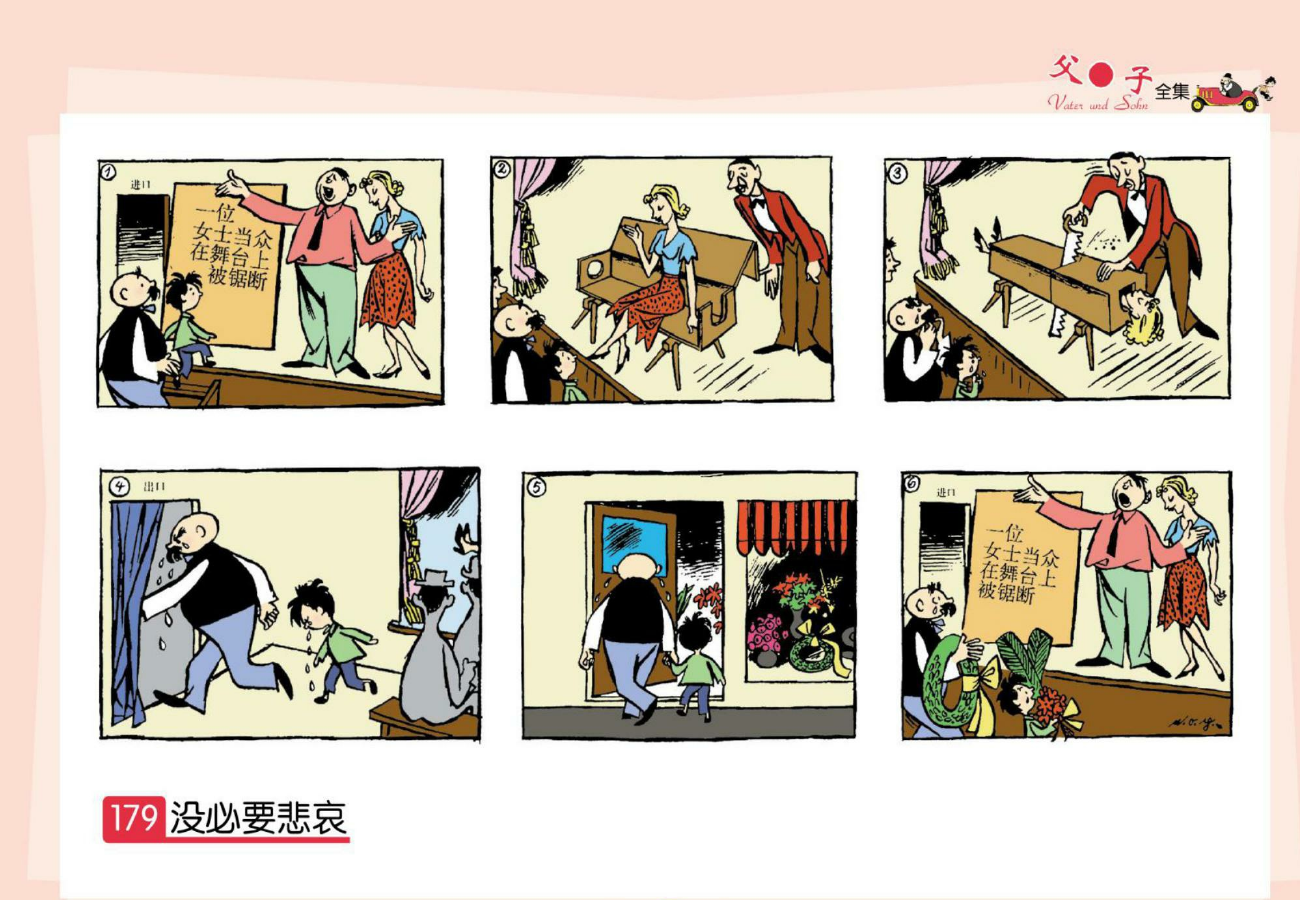 父子
全集
Vater und Sohn
①
进口
一位
女士当众
在舞台上
被锯断
②
③
④
出口
⑤
⑥
进口
一位
女士当众
在舞台上
被锯断
179 没必要悲哀